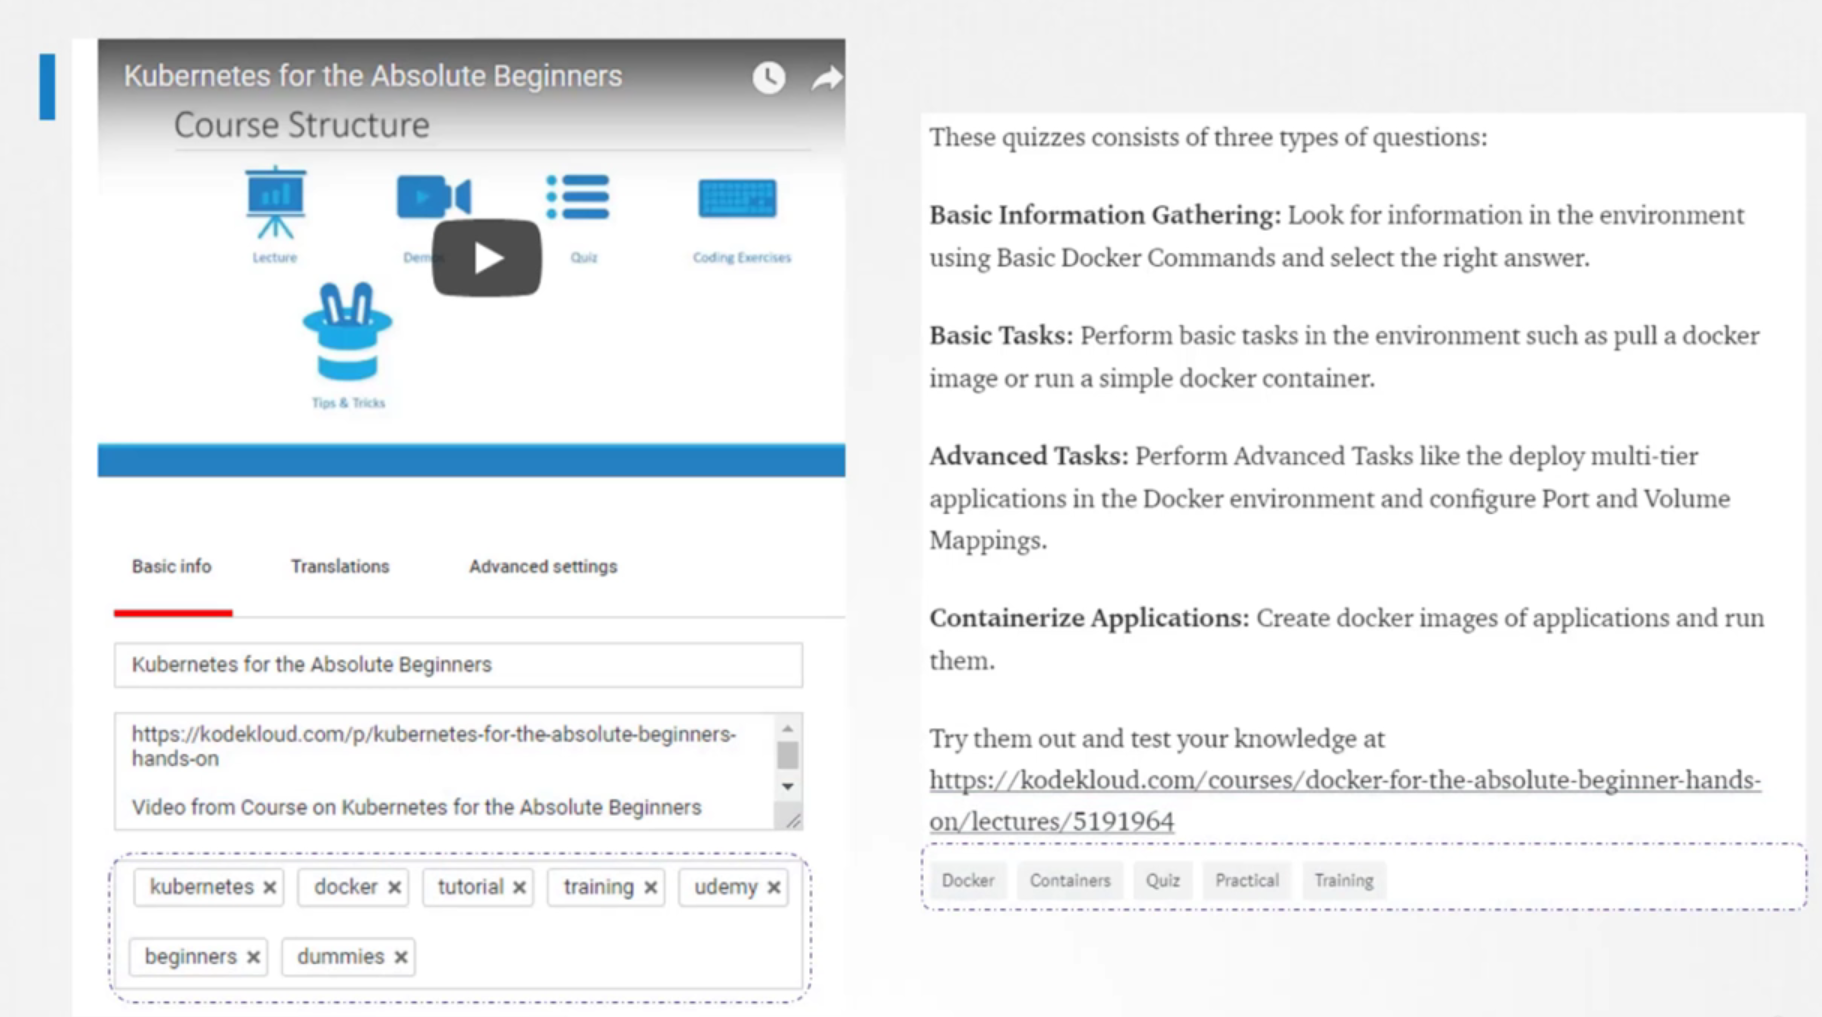 Kubernetes for the Absolute Beginners
Course Structure
Lecture
Quiz
Coding Exercises
Tips & Tricks
Basic info
Translations
Advanced settings
Kubernetes for the Absolute Beginners
https://kodekloud.com/p/kubernetes-for-the-absolute-beginners-
hands-on
Video from Course on Kubernetes for the Absolute Beginners
kubernetes × docker × tutorial × training × udemy ×
beginners × dummies ×
These quizzes consists of three types of questions:
Basic Information Gathering: Look for information in the environment
using Basic Docker Commands and select the right answer.
Basic Tasks: Perform basic tasks in the environment such as pull a docker
image or run a simple docker container.
Advanced Tasks: Perform Advanced Tasks like the deploy multi-tier
applications in the Docker environment and configure Port and Volume
Mappings.
Containerize Applications: Create docker images of applications and run
them.
Try them out and test your knowledge at
https://kodekloud.com/courses/docker-for-the-absolute-beginner-hands-
on/lectures/5191964
Docker Containers Quiz Practical Training